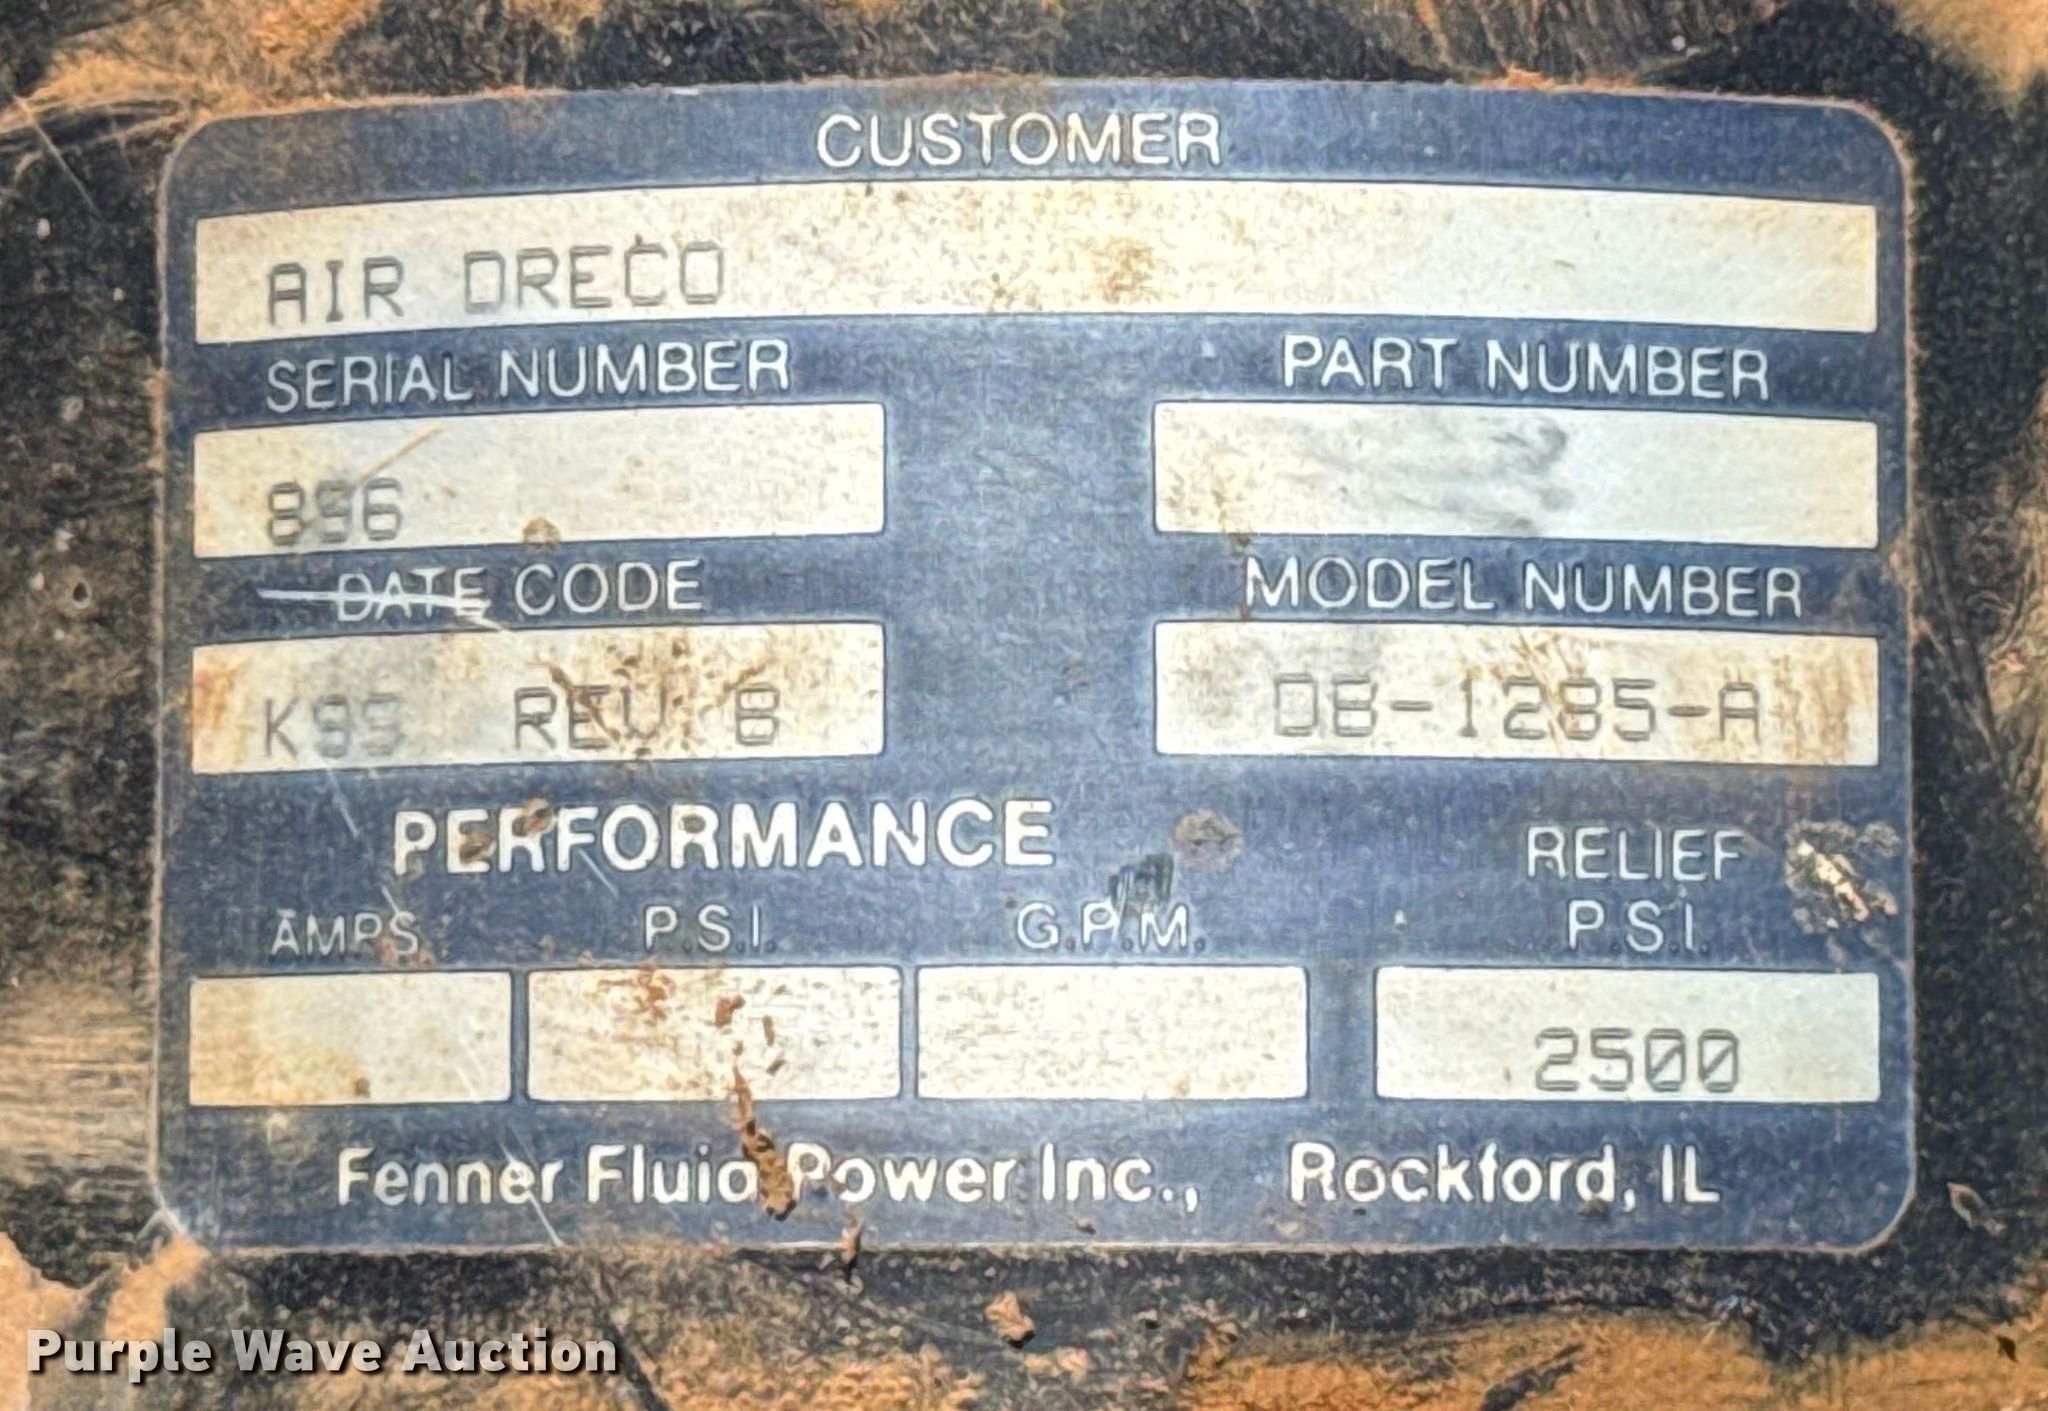 CUSTOMER
AIR DRECO
SERIAL NUMBER PART NUMBER
896
DATE CODE MODEL NUMBER
K99 REV B DB-1285-A
PERFORMANCE
RELIEF
AMPS P.S.I. G.P.M. P.S.I.
2500
Fenner Fluid Power Inc., Rockford, IL
Purple Wave Auction